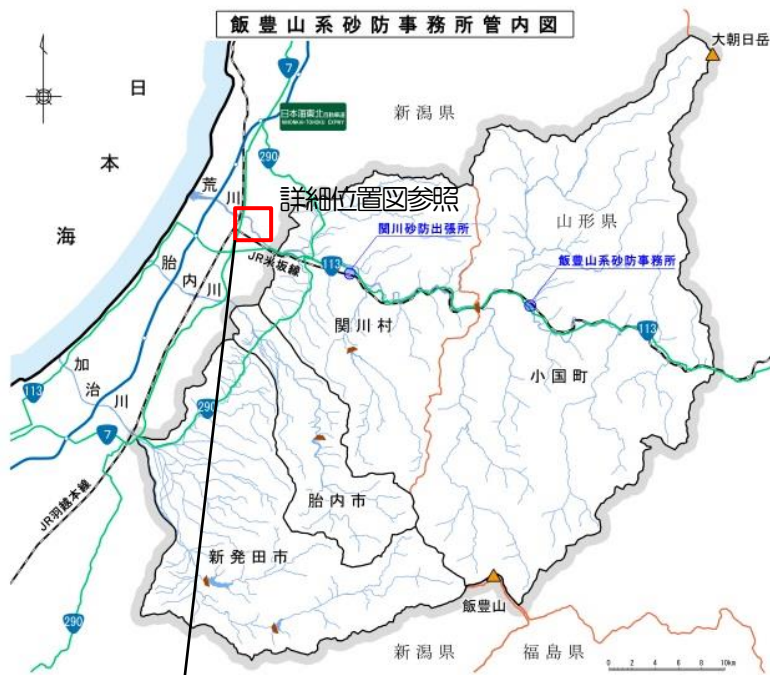 飯豊山系砂防事務所管内図
大朝日岳
日本海
7
日本海東北自動車道
NIHONKAI-TOHOKU EXPWY
新潟県
290
荒川
詳細位置図参照
山形県
関川砂防出張所
胎内川
JR米坂線
113
飯豊山系砂防事務所
関川村
113
小国町
加治川
113
290
7
JR羽越本線
胎内市
新発田市
飯豊山
290
新潟県
福島県
0 2 4 6 8 10km